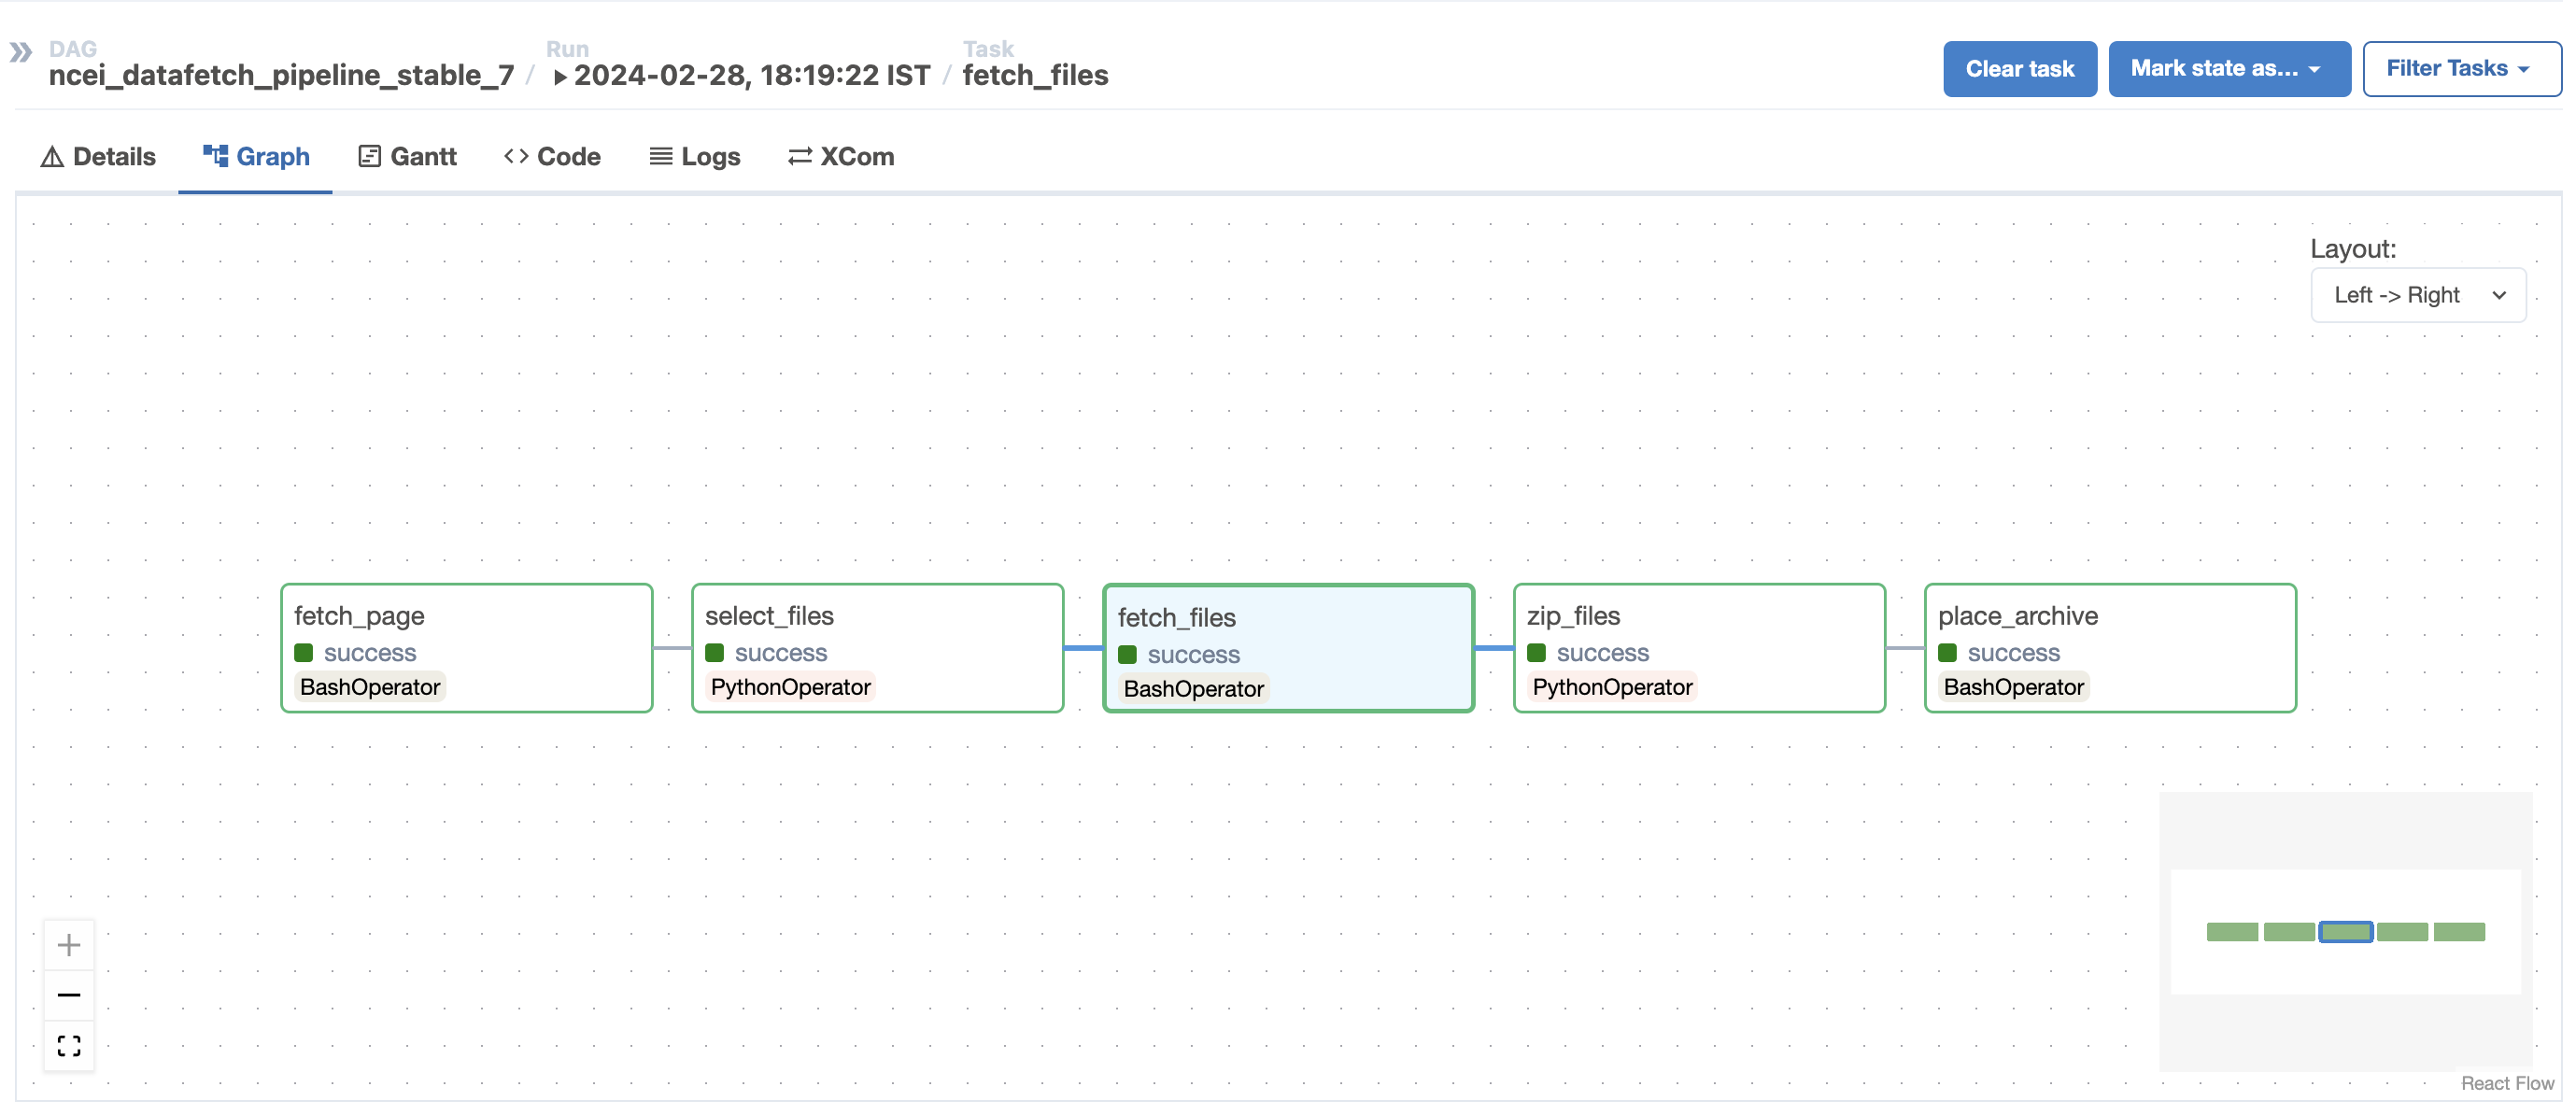 DAG
ncei_datafetch_pipeline_stable_7 /
Run
2024-02-28, 18:19:22 IST /
Task
fetch_files
Clear task
Mark state as...
Filter Tasks
Details
Graph
Gantt
Code
Logs
XCom
Layout:
Left -> Right
fetch_page
success
BashOperator
select_files
success
PythonOperator
fetch_files
success
BashOperator
zip_files
success
PythonOperator
place_archive
success
BashOperator
React Flow